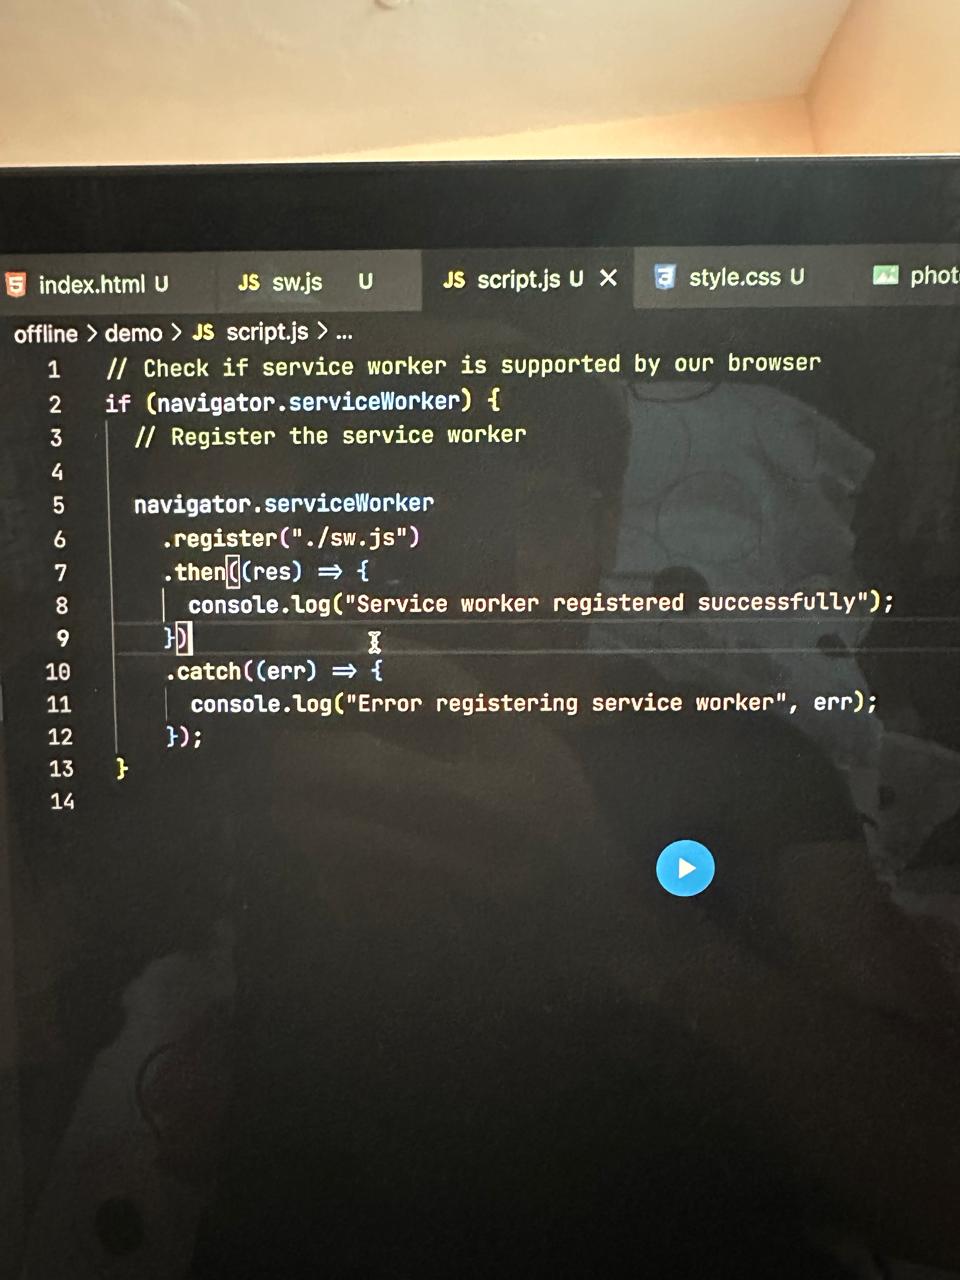 index.html U JS sw.js U JS script.js U × style.css U phot
offline > demo > JS script.js > ...
1 // Check if service worker is supported by our browser
2 if (navigator.serviceWorker) {
3 // Register the service worker
4
5 navigator.serviceWorker
6 .register("./sw.js")
7 .then((res) => {
8 console.log("Service worker registered successfully");
9 })
10 .catch((err) => {
11 console.log("Error registering service worker", err);
12 });
13 }
14